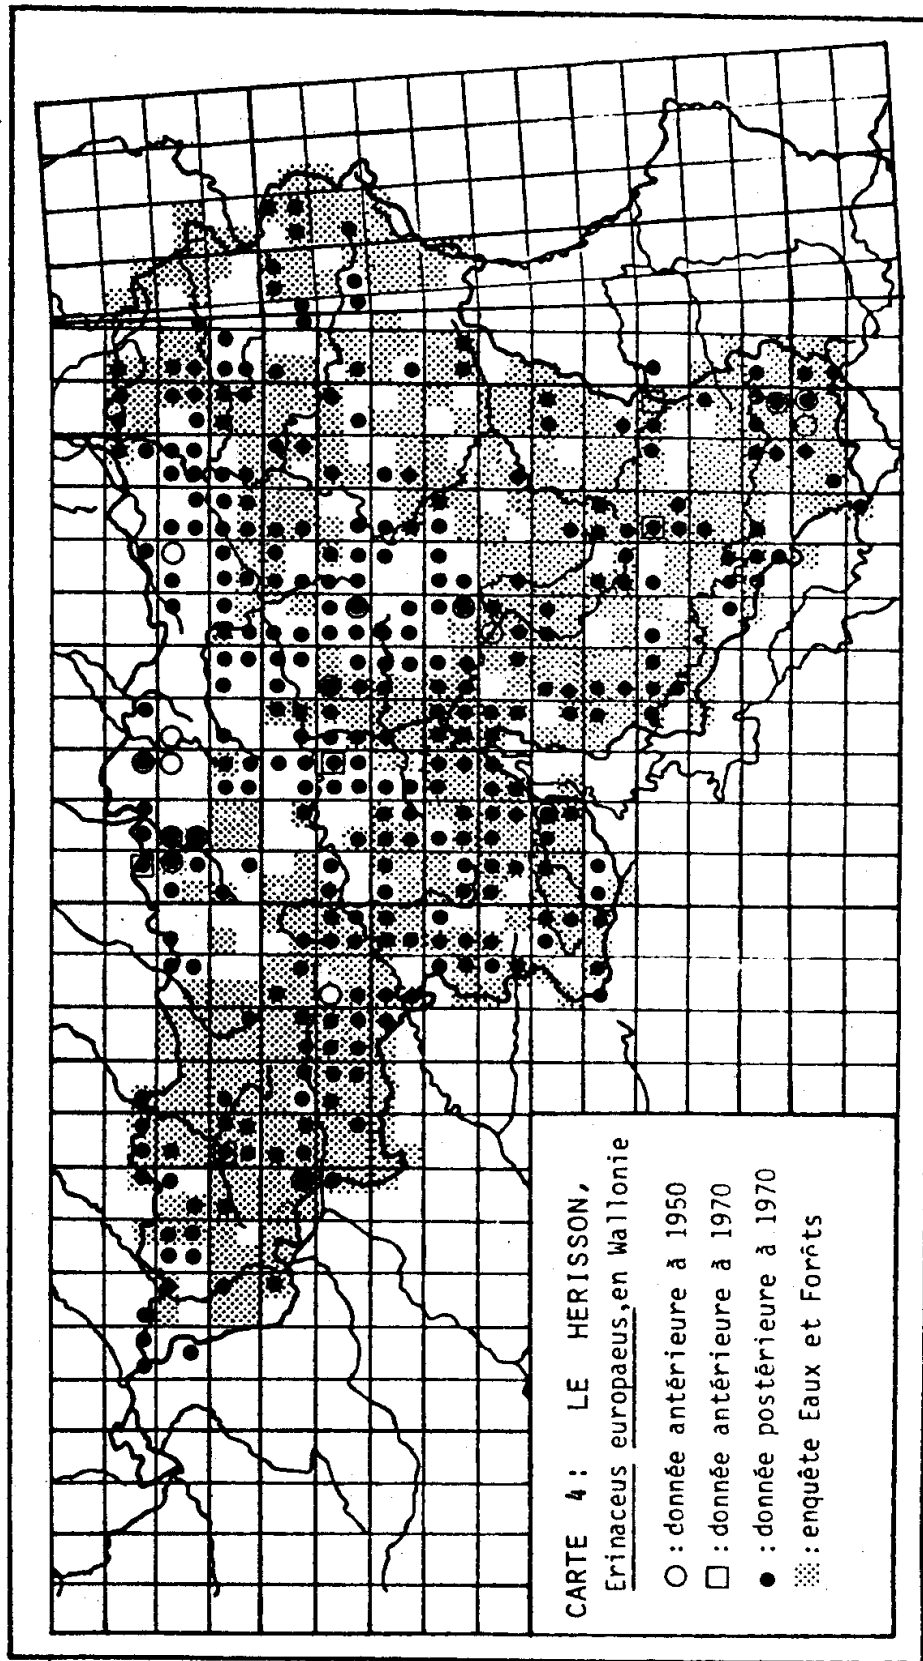 CARTE 4: LE HERISSON,
Erinaceus europaeus, en Wallonie
○ : donnée antérieure à 1950
□ : donnée antérieure à 1970
● : donnée postérieure à 1970
▒ : enquête Eaux et Forêts